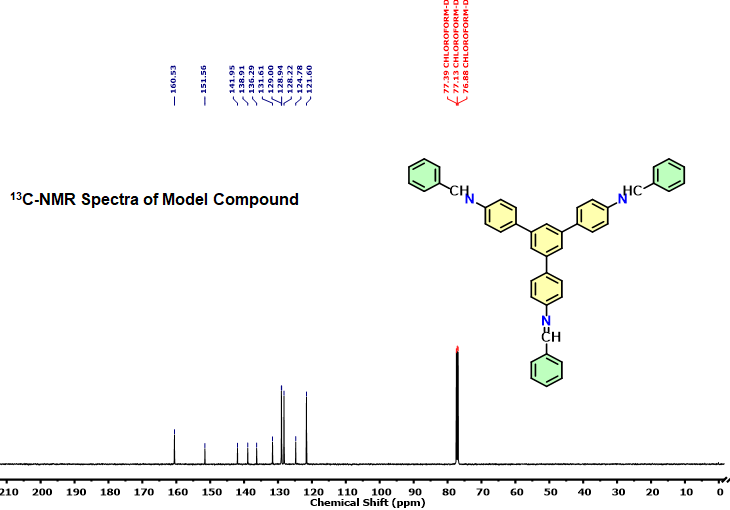 160.53
151.56
141.95
138.91
136.29
131.61
129.00
128.94
128.22
124.78
121.60
77.39 CHLOROFORM-D
77.13 CHLOROFORM-D
76.88 CHLOROFORM-D
13C-NMR Spectra of Model Compound
CH
N
N
HC
N
CH
210 200 190 180 170 160 150 140 130 120 110 100 90 80 70 60 50 40 30 20 10 0
Chemical Shift (ppm)